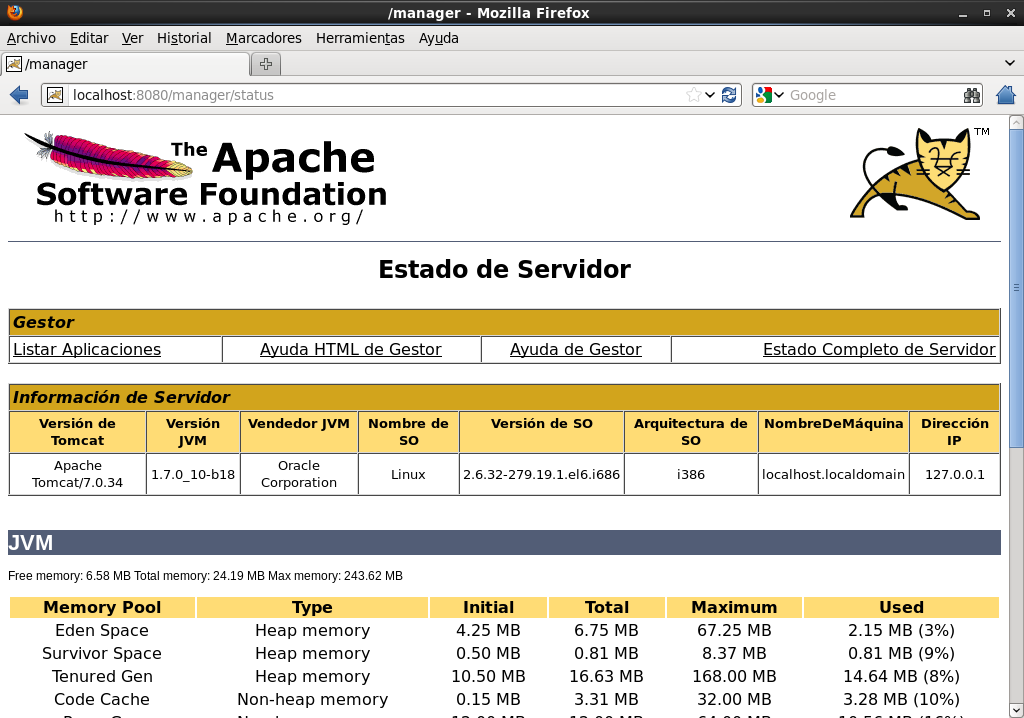 /manager - Mozilla Firefox
Archivo Editar Ver Historial Marcadores Herramientas Ayuda
/manager
localhost:8080/manager/status Google
The Apache
Software Foundation
http://www.apache.org/
TM
Estado de Servidor
Gestor
Listar Aplicaciones Ayuda HTML de Gestor Ayuda de Gestor Estado Completo de Servidor
Información de Servidor
Versión de Tomcat Versión JVM Vendedor JVM Nombre de SO Versión de SO Arquitectura de SO NombreDeMáquina Dirección IP
Apache Tomcat/7.0.34 1.7.0_10-b18 Oracle Corporation Linux 2.6.32-279.19.1.el6.i686 i386 localhost.localdomain 127.0.0.1
JVM
Free memory: 6.58 MB Total memory: 24.19 MB Max memory: 243.62 MB
Memory Pool Type Initial Total Maximum Used
Eden Space Heap memory 4.25 MB 6.75 MB 67.25 MB 2.15 MB (3%)
Survivor Space Heap memory 0.50 MB 0.81 MB 8.37 MB 0.81 MB (9%)
Tenured Gen Heap memory 10.50 MB 16.63 MB 168.00 MB 14.64 MB (8%)
Code Cache Non-heap memory 0.15 MB 3.31 MB 32.00 MB 3.28 MB (10%)